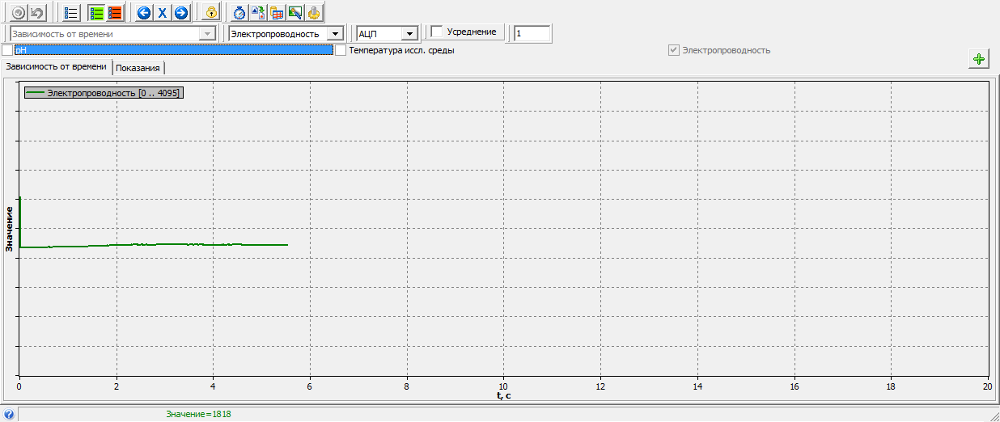 X
Зависимость от времени Электропроводность АЦП Усреднение 1
pH Температура иссл. среды Электропроводность
Зависимость от времени Показания
Электропроводность [0 .. 4095]
Значение
0 2 4 6 8 10 12 14 16 18 20
t, с
? Значение=1818